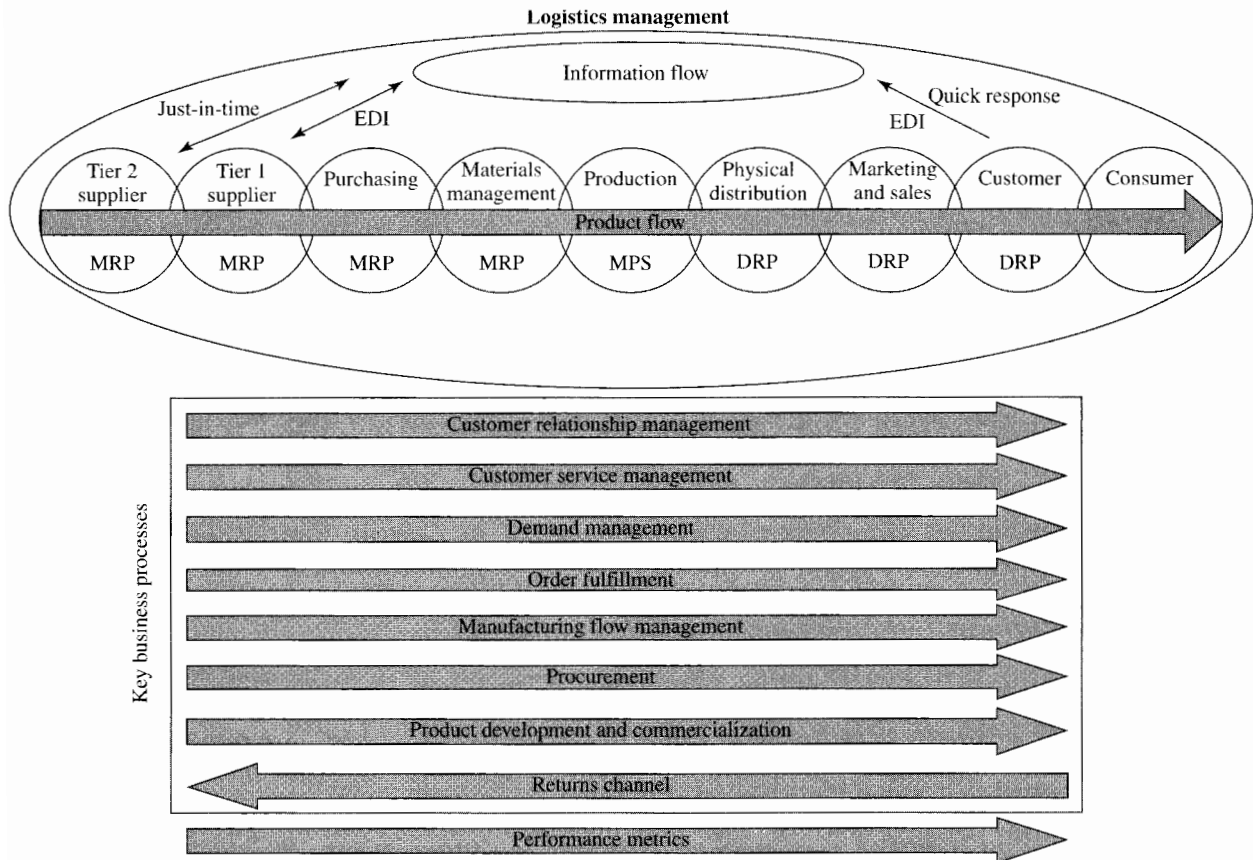 Logistics management
Information flow
Just-in-time
EDI
Quick response
EDI
Tier 2
supplier
Tier 1
supplier
Purchasing
Materials
management
Production
Physical
distribution
Marketing
and sales
Customer
Consumer
Product flow
MRP
MRP
MRP
MRP
MPS
DRP
DRP
DRP
Key business processes
Customer relationship management
Customer service management
Demand management
Order fulfillment
Manufacturing flow management
Procurement
Product development and commercialization
Returns channel
Performance metrics